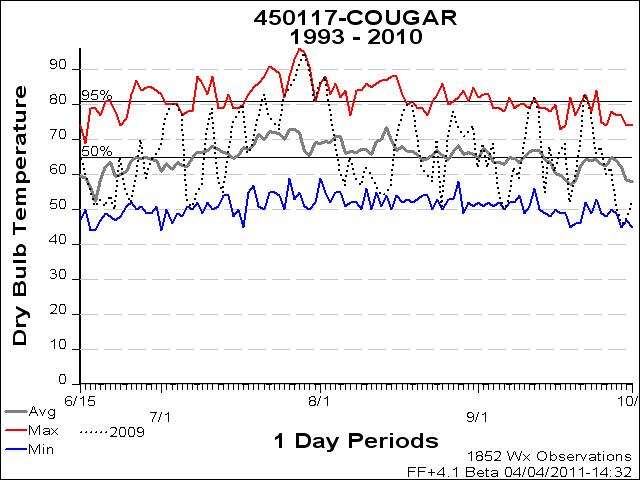 450117-COUGAR
1993 - 2010
Dry Bulb Temperature
90
80
70
60
50
40
30
20
10
0
95%
50%
6/15
7/1
8/1
9/1
10/
Avg
Max
Min
2009
1 Day Periods
1852 Wx Observations
FF+4.1 Beta 04/04/2011-14:32